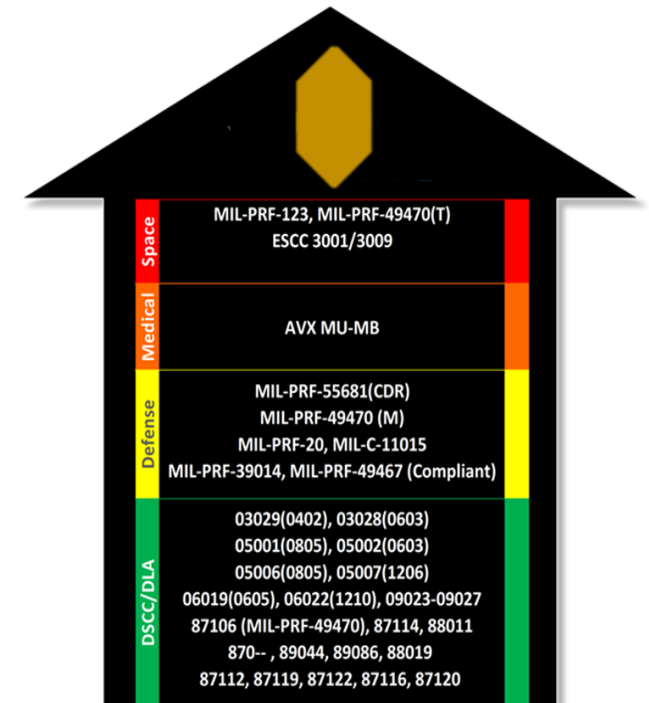 Space
MIL-PRF-123, MIL-PRF-49470(T)
ESCC 3001/3009
Medical
AVX MU-MB
Defense
MIL-PRF-55681(CDR)
MIL-PRF-49470 (M)
MIL-PRF-20, MIL-C-11015
MIL-PRF-39014, MIL-PRF-49467 (Compliant)
DSCC/DLA
03029(0402), 03028(0603)
05001(0805), 05002(0603)
05006(0805), 05007(1206)
06019(0605), 06022(1210), 09023-09027
87106 (MIL-PRF-49470), 87114, 88011
870-- , 89044, 89086, 88019
87112, 87119, 87122, 87116, 87120